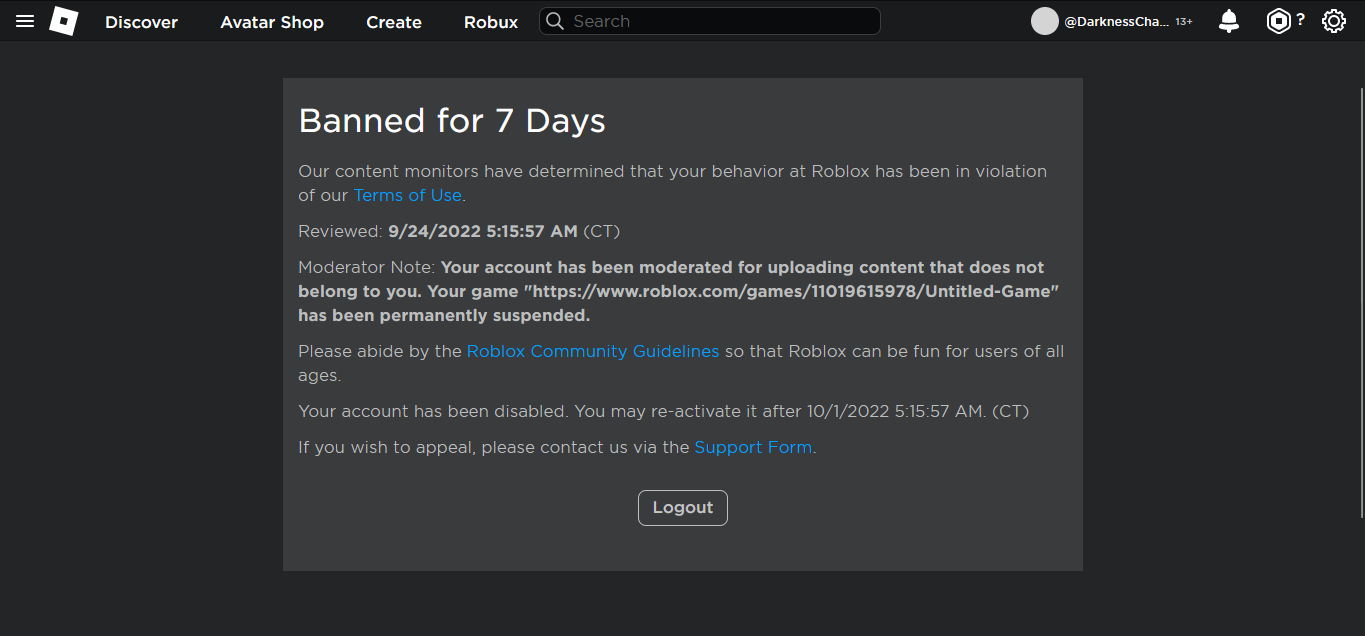 Discover Avatar Shop Create Robux Search @DarknessCha... 13+ ?
Banned for 7 Days
Our content monitors have determined that your behavior at Roblox has been in violation
of our Terms of Use.
Reviewed: 9/24/2022 5:15:57 AM (CT)
Moderator Note: Your account has been moderated for uploading content that does not
belong to you. Your game "https://www.roblox.com/games/11019615978/Untitled-Game"
has been permanently suspended.
Please abide by the Roblox Community Guidelines so that Roblox can be fun for users of all
ages.
Your account has been disabled. You may re-activate it after 10/1/2022 5:15:57 AM. (CT)
If you wish to appeal, please contact us via the Support Form.
Logout